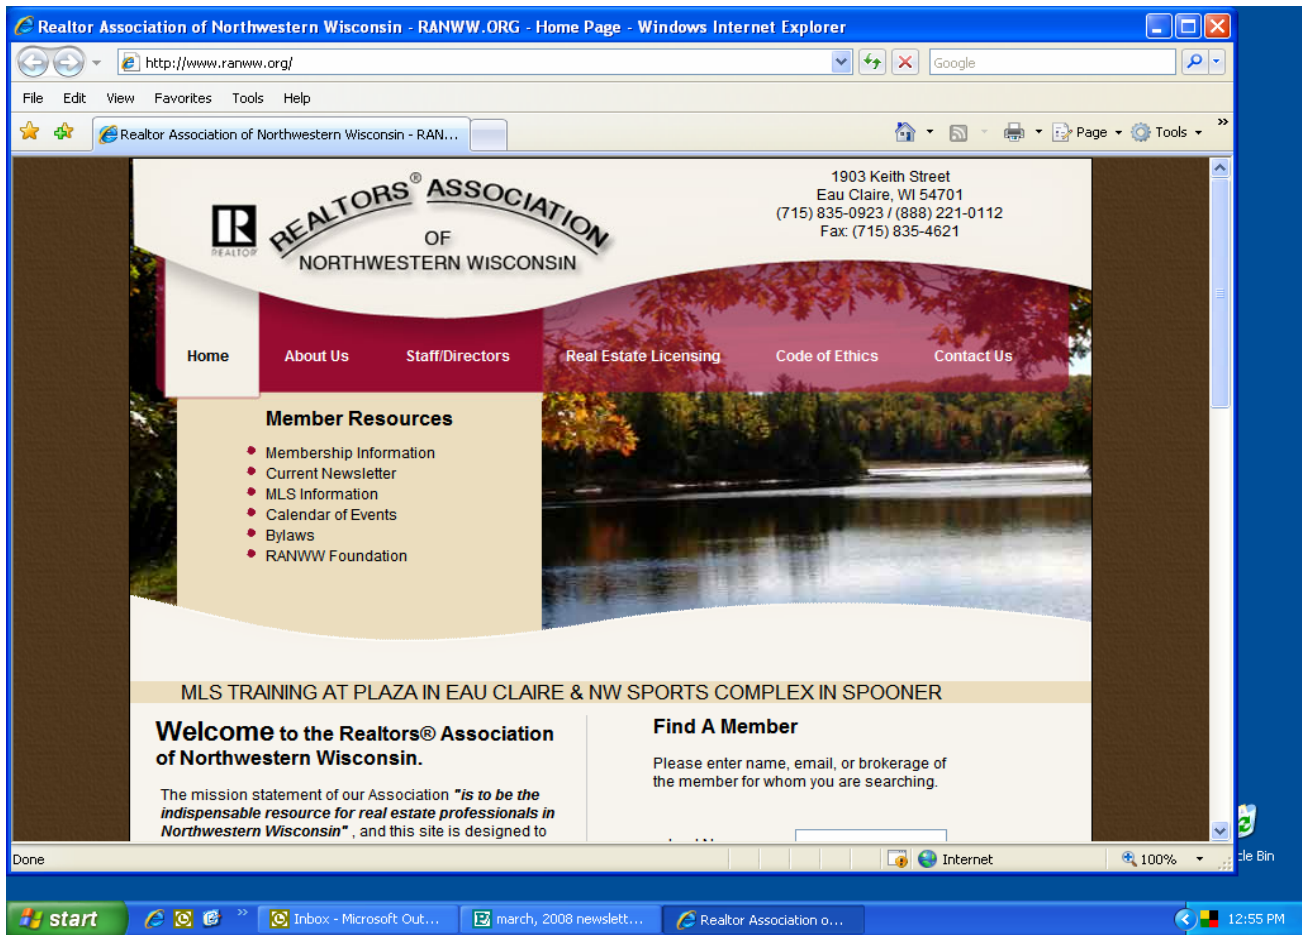 Realtor Association of Northwestern Wisconsin - RANWW.ORG - Home Page - Windows Internet Explorer
http://www.ranww.org/
Google
File Edit View Favorites Tools Help
Realtor Association of Northwestern Wisconsin - RAN...
Page Tools »
REALTORS® ASSOCIATION
OF
NORTHWESTERN WISCONSIN
R
REALTOR®
1903 Keith Street
Eau Claire, WI 54701
(715) 835-0923 / (888) 221-0112
Fax: (715) 835-4621
Home About Us Staff/Directors Real Estate Licensing Code of Ethics Contact Us
Member Resources
Membership Information
Current Newsletter
MLS Information
Calendar of Events
Bylaws
RANWW Foundation
MLS TRAINING AT PLAZA IN EAU CLAIRE & NW SPORTS COMPLEX IN SPOONER
Welcome to the Realtors® Association
of Northwestern Wisconsin.
The mission statement of our Association "is to be the
indispensable resource for real estate professionals in
Northwestern Wisconsin" , and this site is designed to
Find A Member
Please enter name, email, or brokerage of
the member for whom you are searching.
Done Internet 100%
cle Bin
start » Inbox - Microsoft Out... march, 2008 newslett... Realtor Association o... 12:55 PM